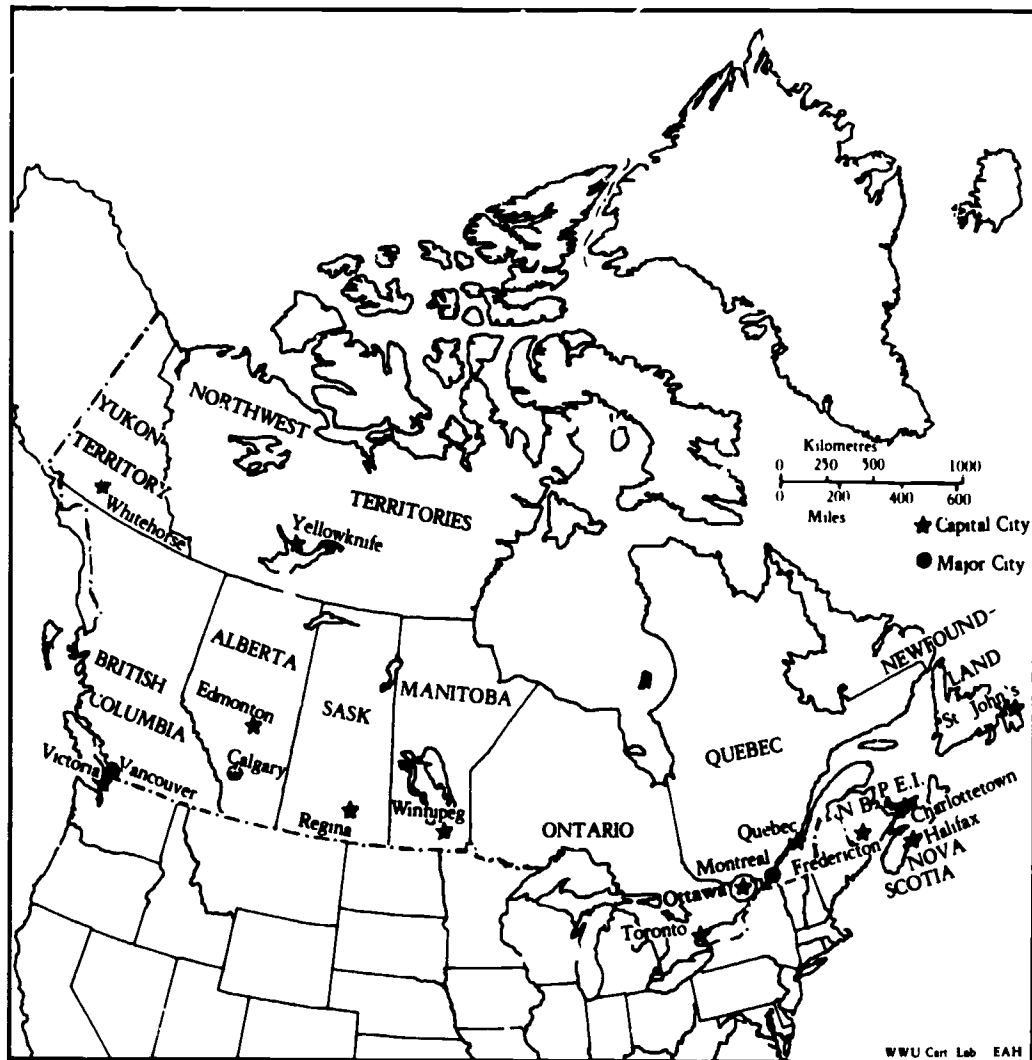 NORTHWEST
TERRITORIES
YUKON
TERRITORY
Whitehorse
Yellowknife
Kilometres
0 250 500 1000
0 200 400 600
Miles
Capital City
Major City
ALBERTA
BRITISH
COLUMBIA
Edmonton
SASK
MANITOBA
Calgary
Victoria
Vancouver
Regina
Winnipeg
ONTARIO
QUEBEC
NEWFOUND-
LAND
St John's
N B
P E.I.
Charlottetown
Quebec
Halifax
Fredericton
NOVA
SCOTIA
Montreal
Ottawa
Toronto
WWU Cart Lab EAH